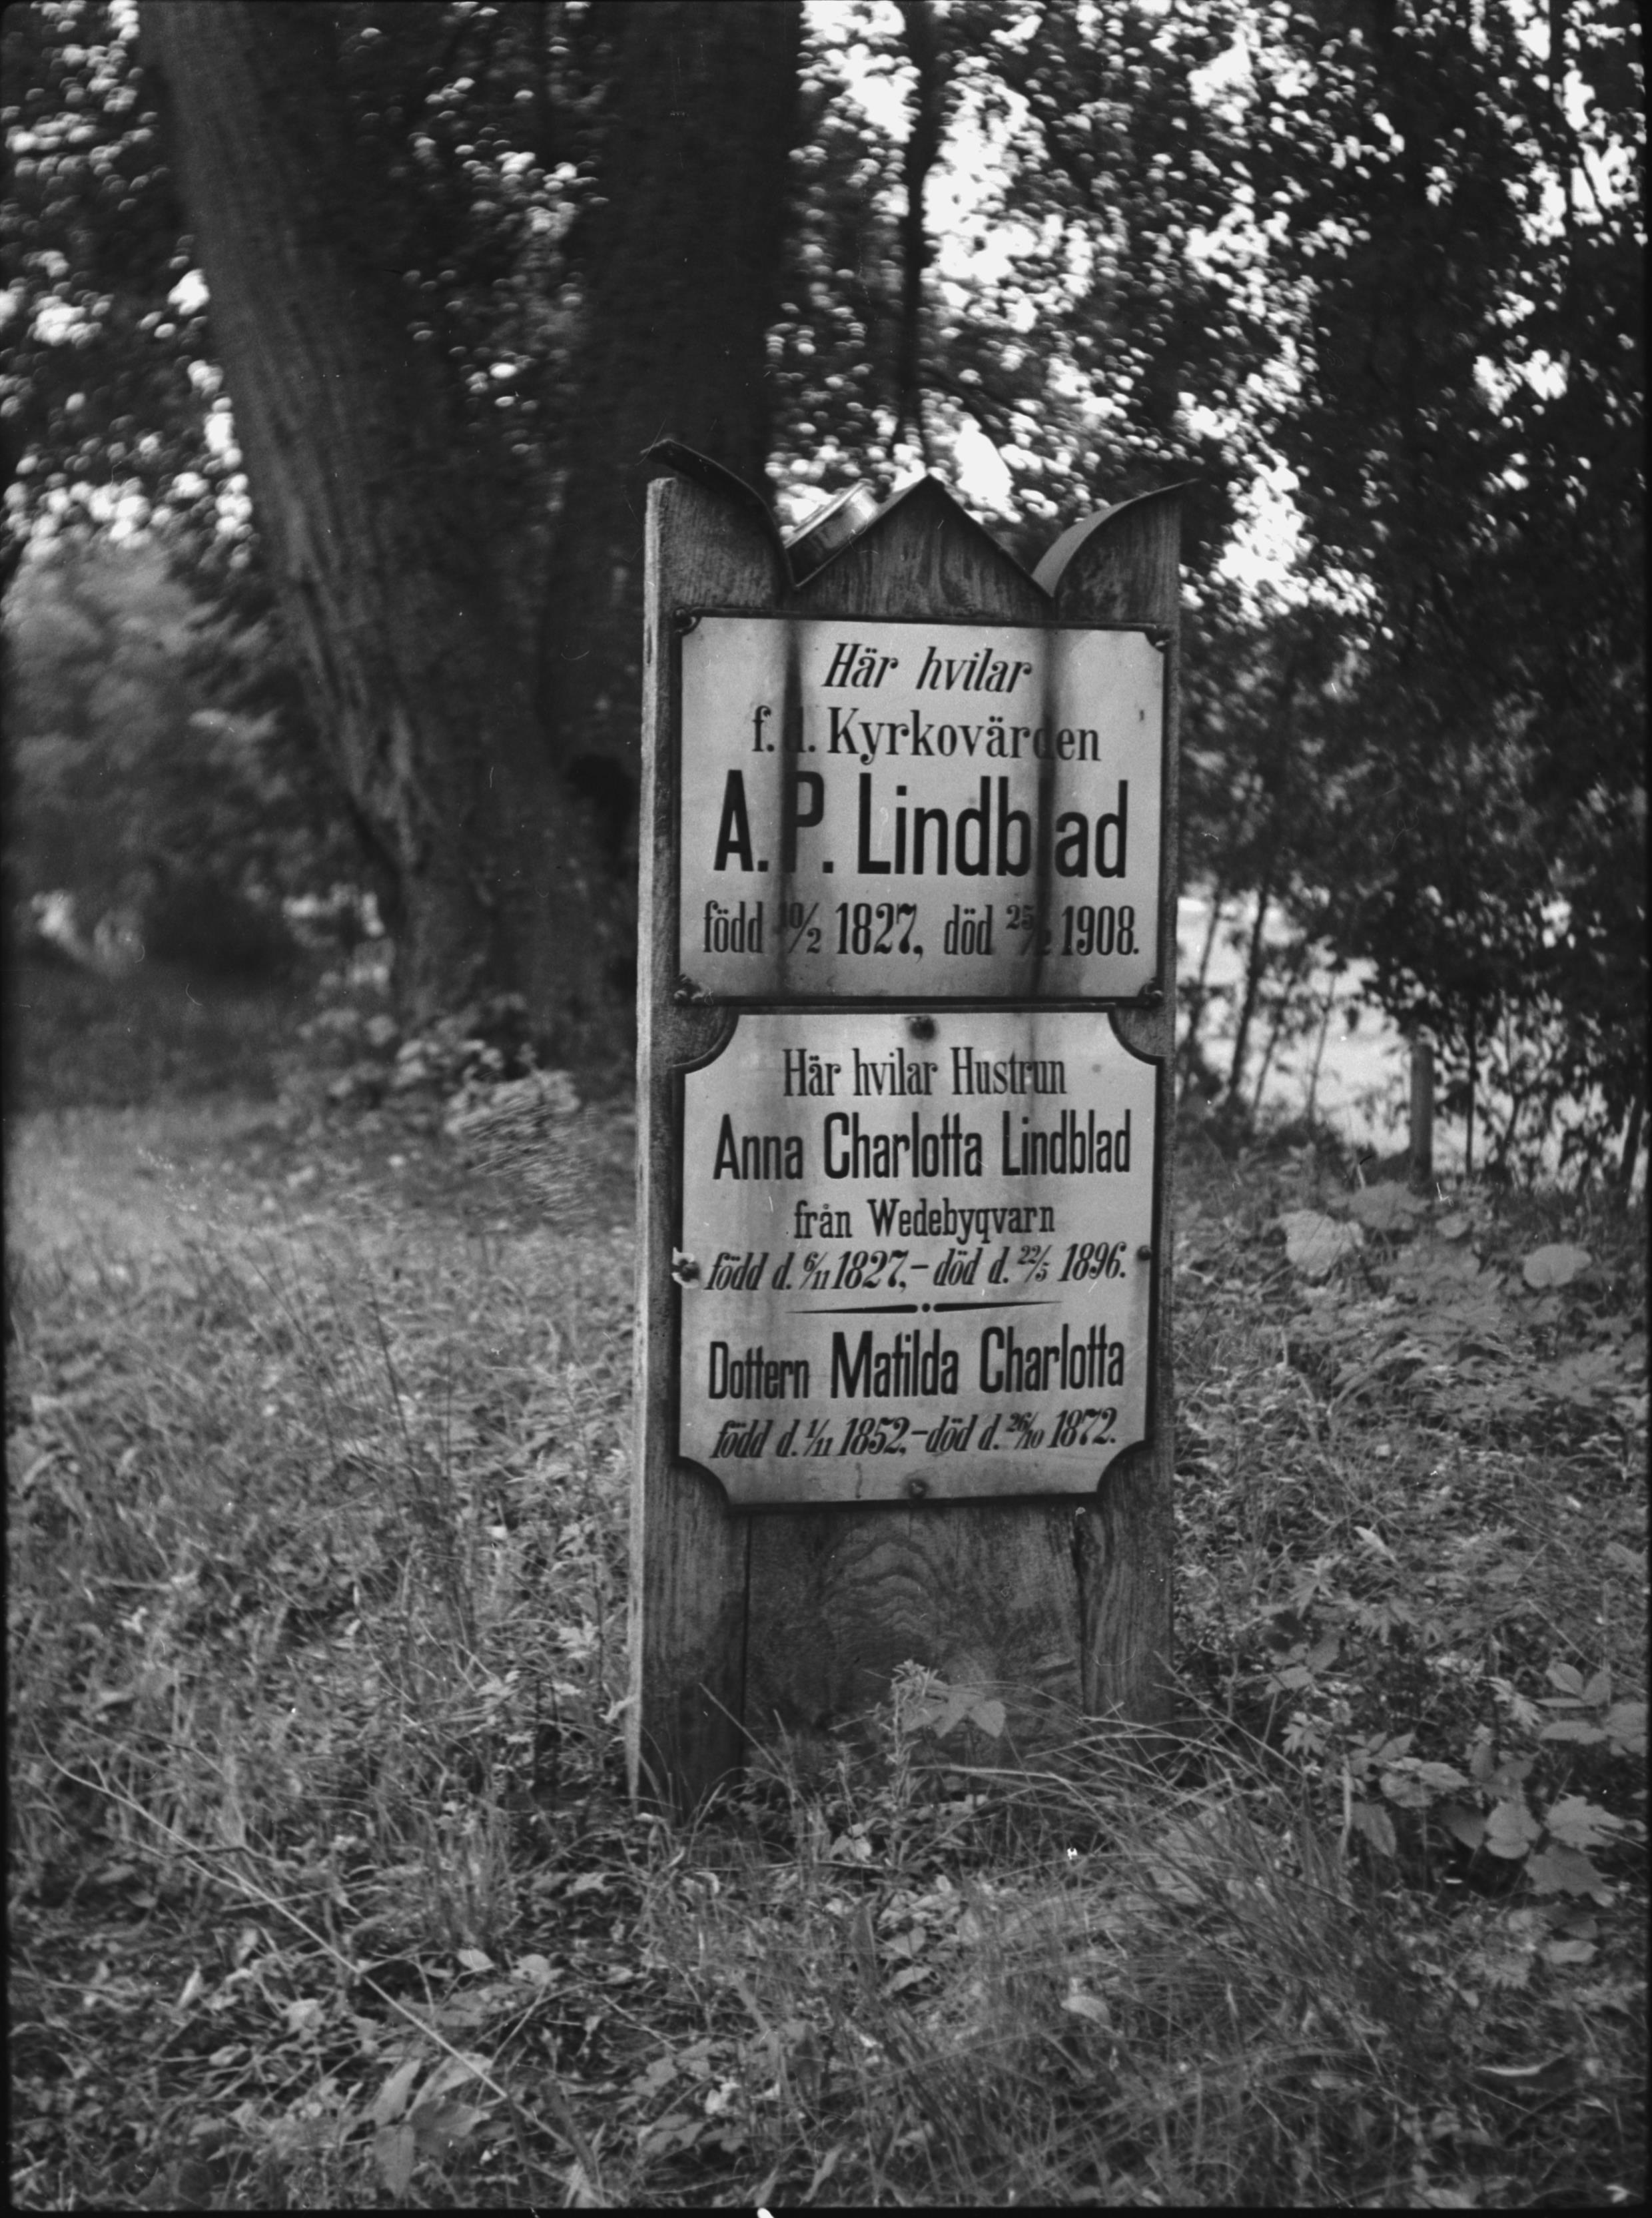 Här hvilar
f. d. Kyrkovärden
A. P. Lindblad
född 10/2 1827, död 25/2 1908.
Här hvilar Hustrun
Anna Charlotta Lindblad
från Wedebyqvarn
född d. 6/11 1827,- död d. 22/5 1896.
Dottern Matilda Charlotta
född d. 1/11 1852,- död d. 26/10 1872.